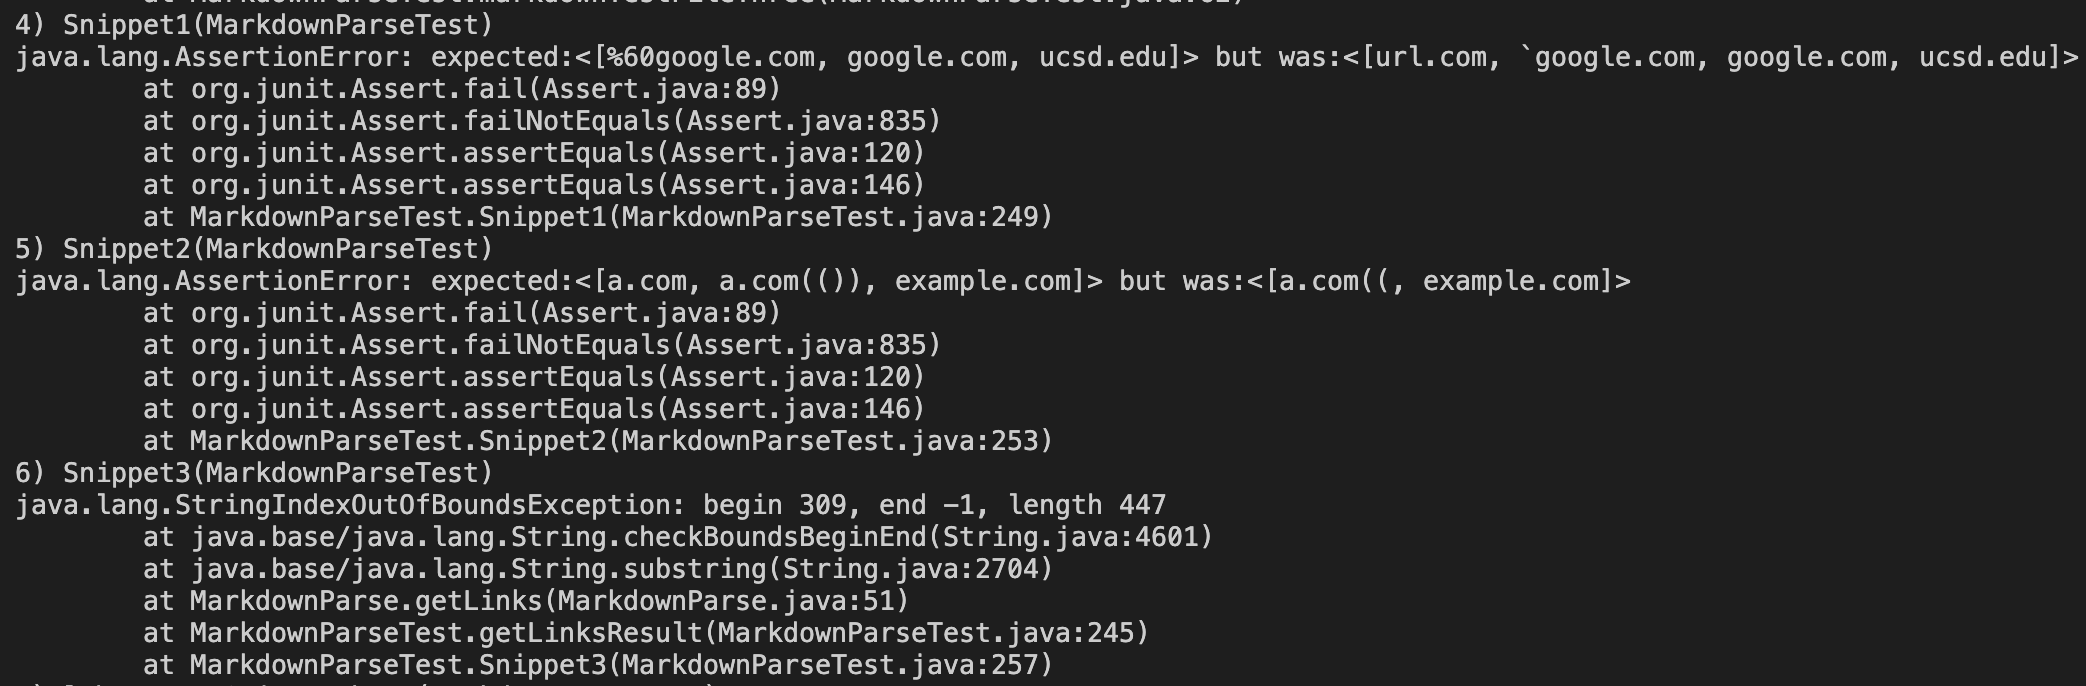 4) Snippet1(MarkdownParseTest)
java.lang.AssertionError: expected:<[%60google.com, google.com, ucsd.edu]> but was:<[url.com, `google.com, google.com, ucsd.edu]>
        at org.junit.Assert.fail(Assert.java:89)
        at org.junit.Assert.failNotEquals(Assert.java:835)
        at org.junit.Assert.assertEquals(Assert.java:120)
        at org.junit.Assert.assertEquals(Assert.java:146)
        at MarkdownParseTest.Snippet1(MarkdownParseTest.java:249)
5) Snippet2(MarkdownParseTest)
java.lang.AssertionError: expected:<[a.com, a.com(()), example.com]> but was:<[a.com((, example.com]>
        at org.junit.Assert.fail(Assert.java:89)
        at org.junit.Assert.failNotEquals(Assert.java:835)
        at org.junit.Assert.assertEquals(Assert.java:120)
        at org.junit.Assert.assertEquals(Assert.java:146)
        at MarkdownParseTest.Snippet2(MarkdownParseTest.java:253)
6) Snippet3(MarkdownParseTest)
java.lang.StringIndexOutOfBoundsException: begin 309, end -1, length 447
        at java.base/java.lang.String.checkBoundsBeginEnd(String.java:4601)
        at java.base/java.lang.String.substring(String.java:2704)
        at MarkdownParse.getLinks(MarkdownParse.java:51)
        at MarkdownParseTest.getLinksResult(MarkdownParseTest.java:245)
        at MarkdownParseTest.Snippet3(MarkdownParseTest.java:257)